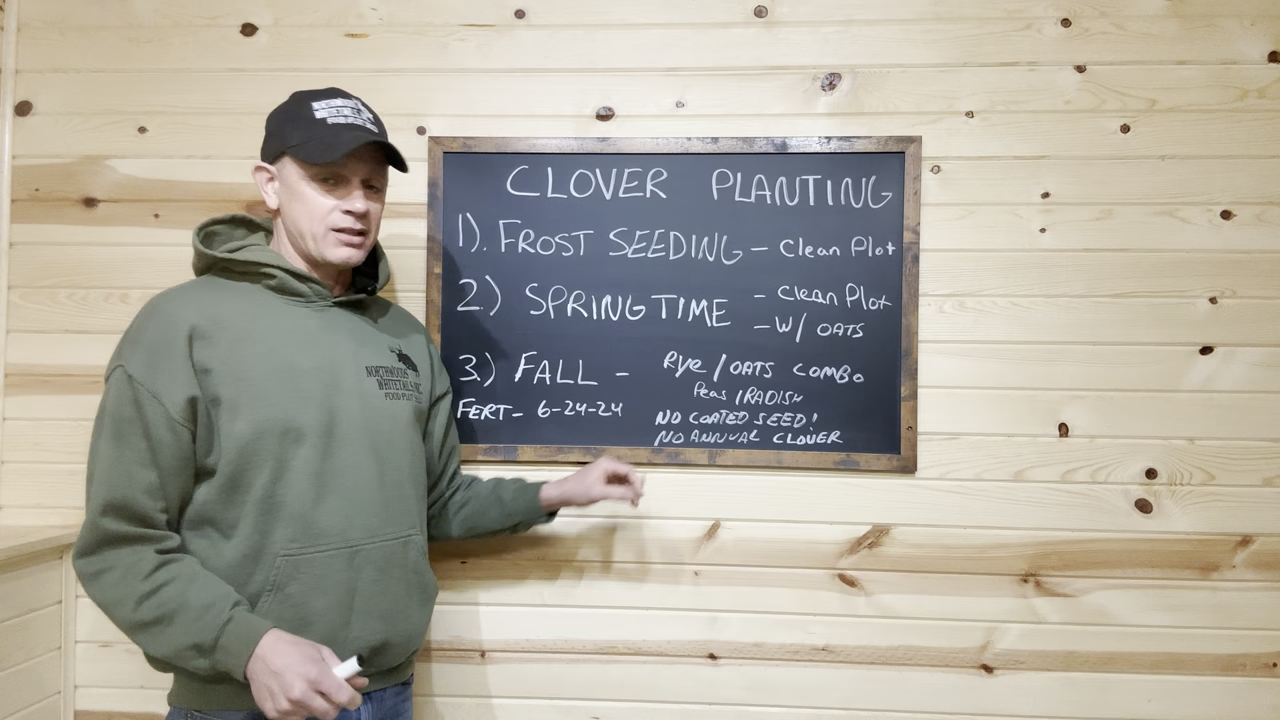 CLOVER PLANTING
1). FROST SEEDING - Clean Plot
2.) SPRINGTIME - Clean Plot
- W/ OATS
3.) FALL - Rye/OATS COMBO
Peas/RADISH
FERT- 6-24-24
NO COATED SEED!
NO ANNUAL CLOVER
NORTHWOODS
WHITETAILS
FOOD PLOT